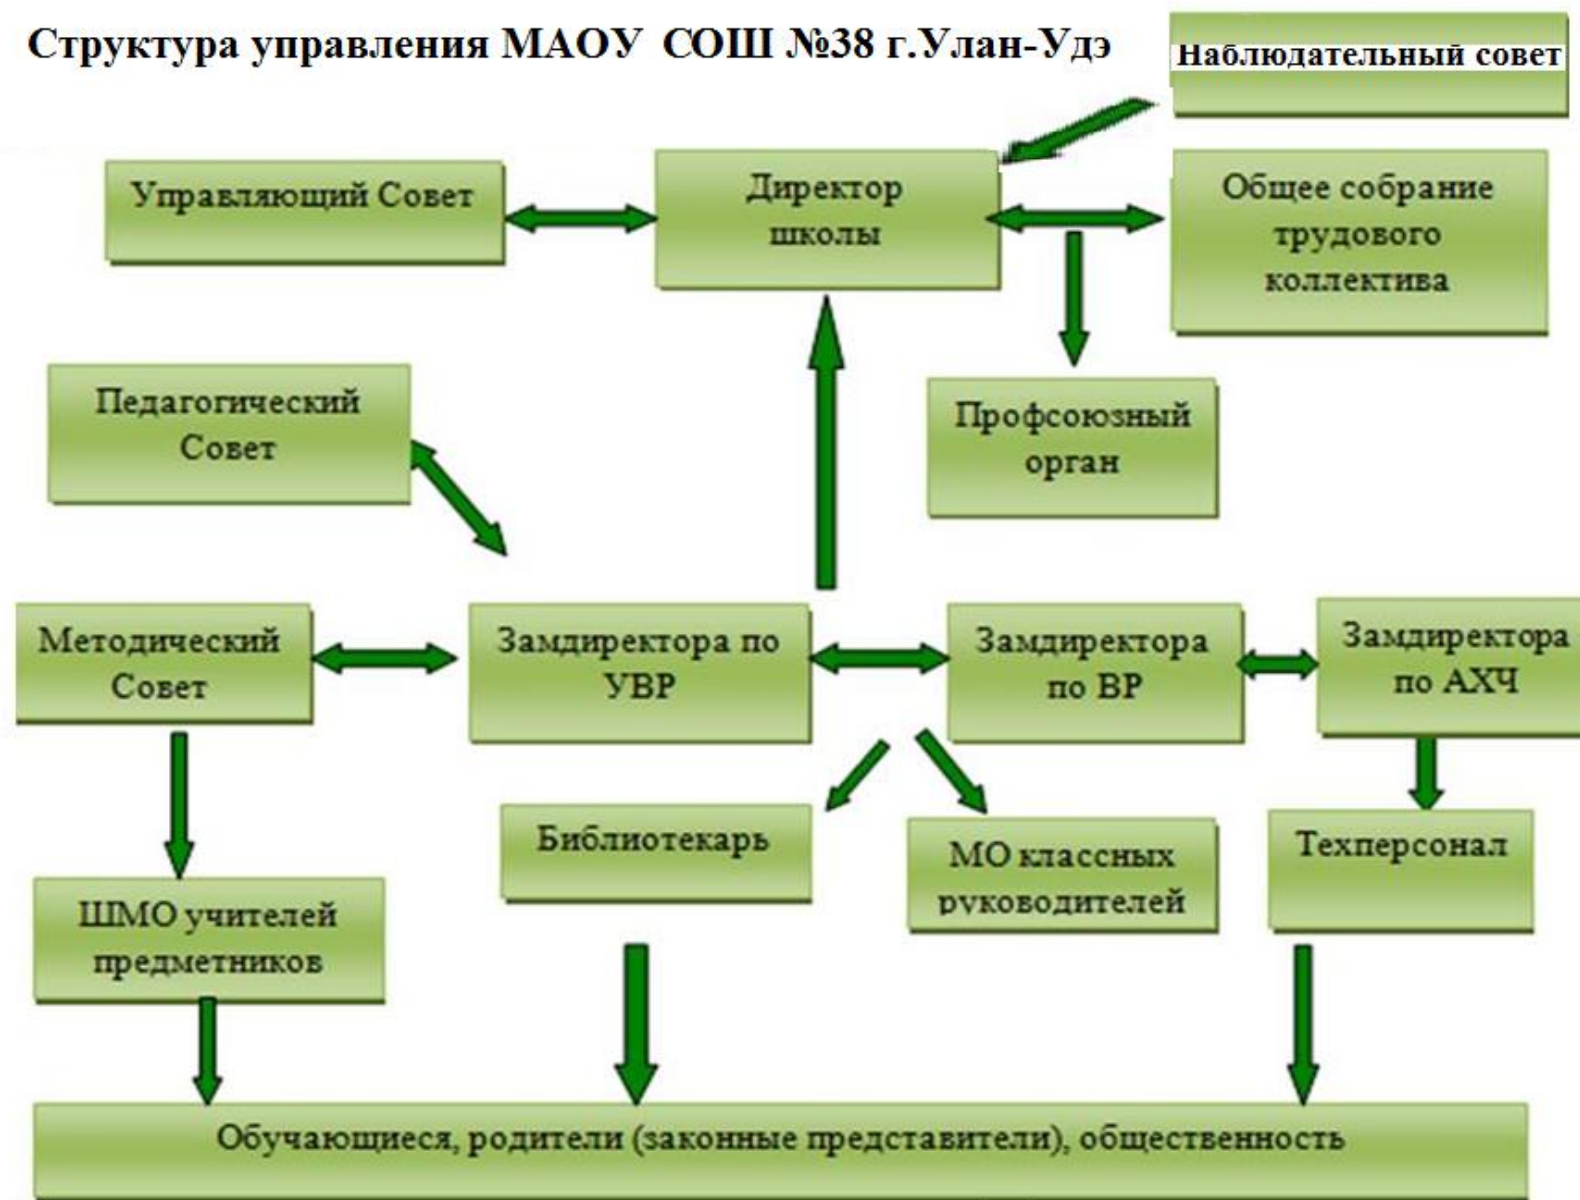 Структура управления МАОУ СОШ №38 г.Улан-Удэ
Наблюдательный совет
Управляющий Совет
Директор
школы
Общее собрание
трудового
коллектива
Педагогический
Совет
Профсоюзный
орган
Методический
Совет
Замдиректора по
УВР
Замдиректора
по ВР
Замдиректора
по АХЧ
Библиотекарь
МО классных
руководителей
Техперсонал
ШМО учителей
предметников
Обучающиеся, родители (законные представители), общественность